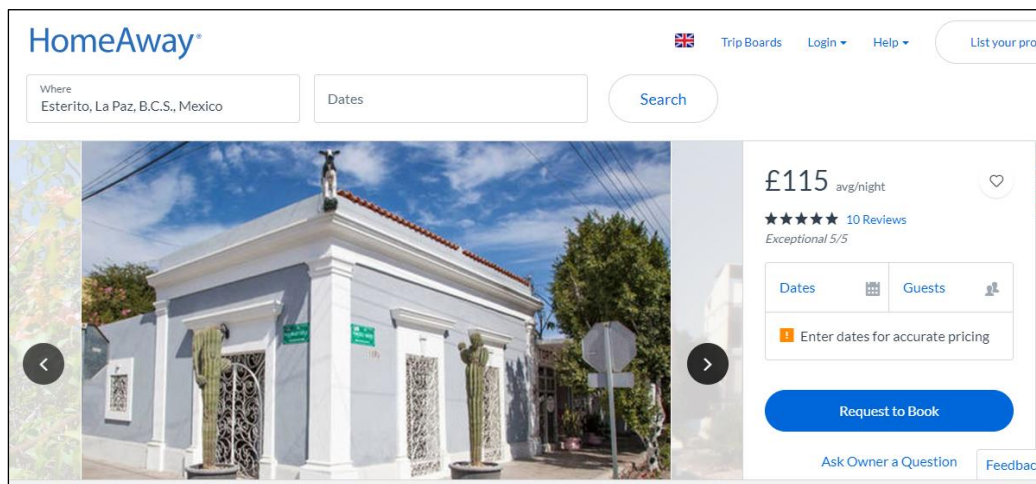 HomeAway®
Trip Boards
Login
Help
List your pro
Where
Esterito, La Paz, B.C.S., Mexico
Dates
Search
£115 avg/night
10 Reviews
Exceptional 5/5
Dates
Guests
Enter dates for accurate pricing
Request to Book
Ask Owner a Question
Feedbac